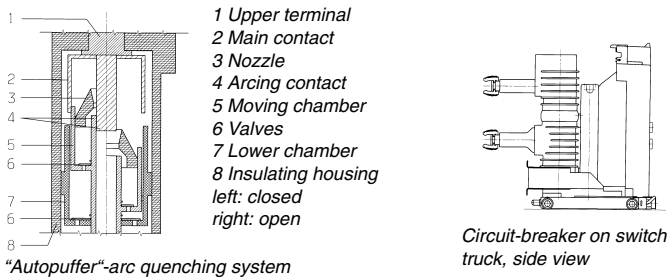 1
2
3
4
5
6
7
6
8
1 Upper terminal
2 Main contact
3 Nozzle
4 Arcing contact
5 Moving chamber
6 Valves
7 Lower chamber
8 Insulating housing
left: closed
right: open
"Autopuffer"-arc quenching system
Circuit-breaker on switch
truck, side view